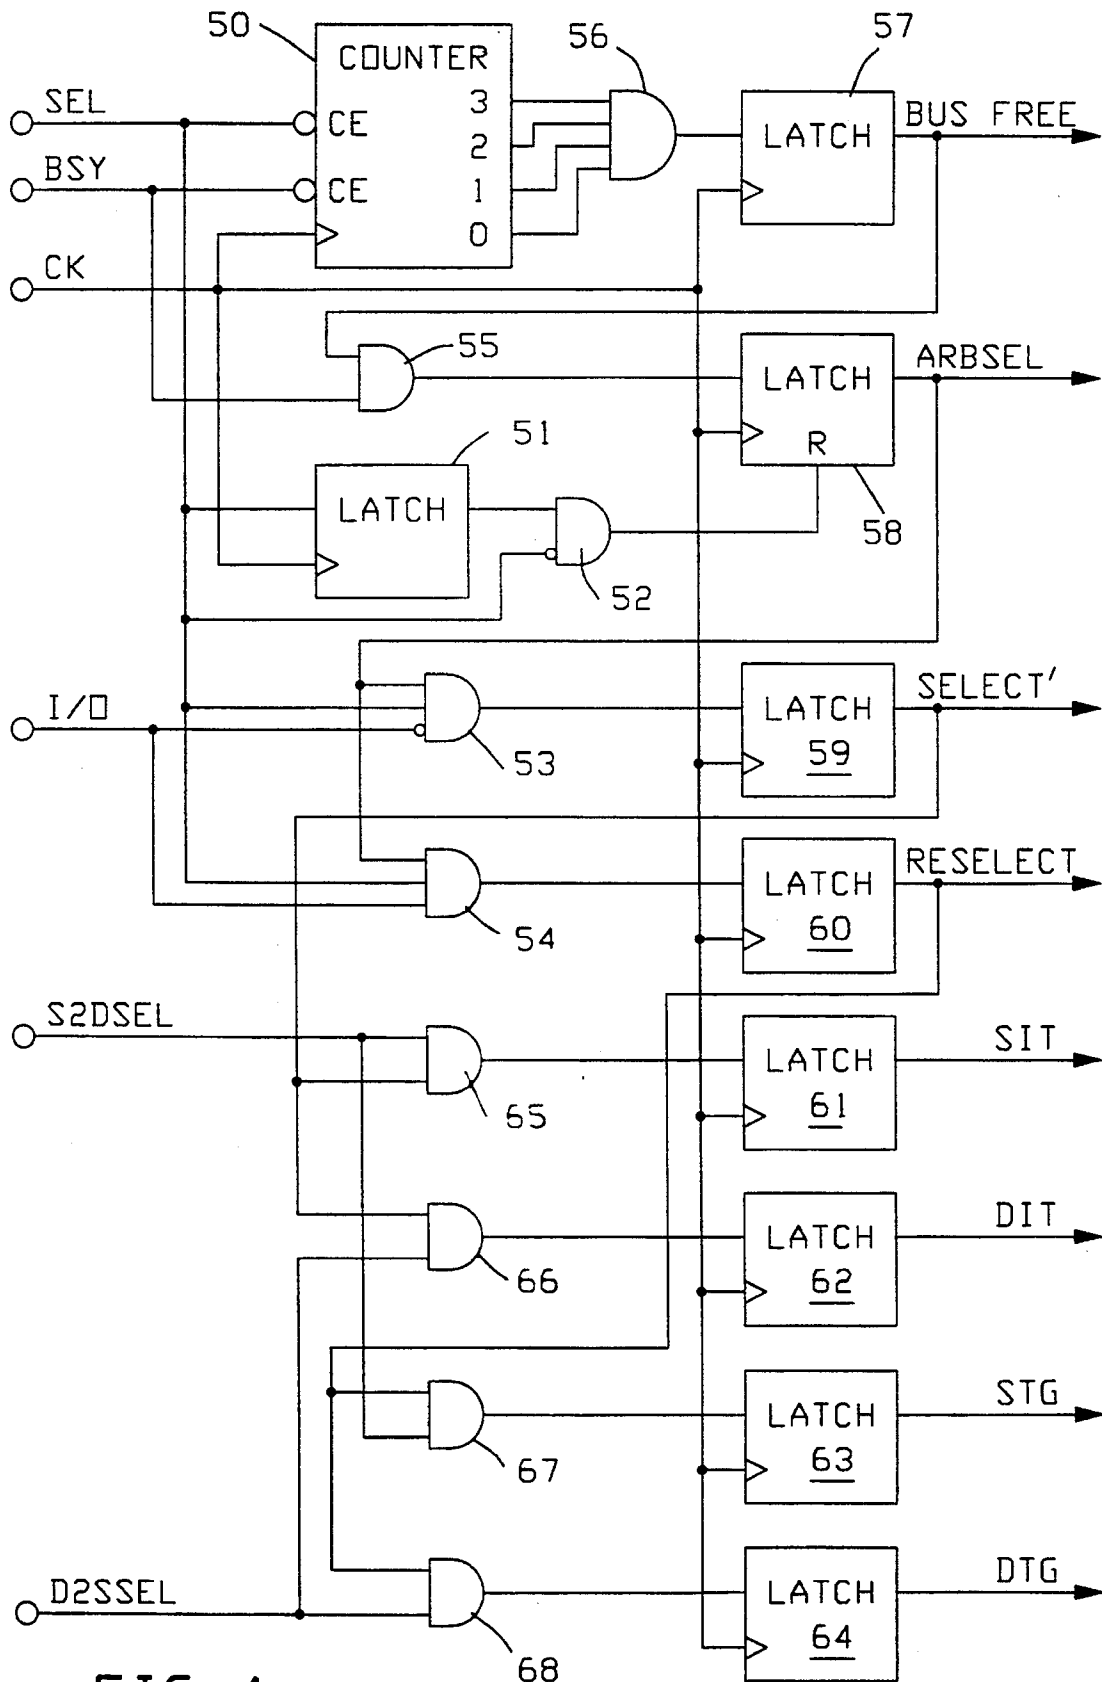 50
56
57
COUNTER
SEL
3
BUS FREE
CE
LATCH
2
BSY
CE
1
0
CK
55
ARBSEL
LATCH
51
R
LATCH
58
52
I/O
SELECT'
LATCH
53
59
RESELECT
LATCH
54
60
S2DSEL
SIT
LATCH
65
61
DIT
LATCH
66
62
STG
LATCH
67
63
D2SSEL
DTG
LATCH
68
64